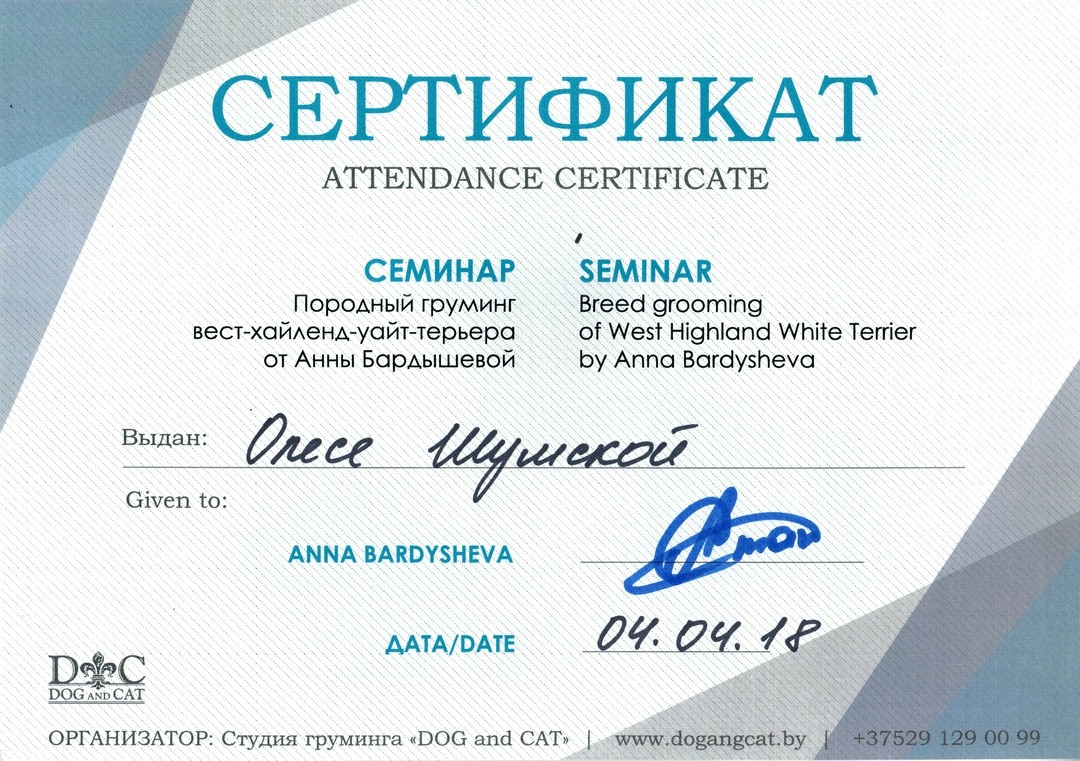 СЕРТИФИКАТ
ATTENDANCE CERTIFICATE
СЕМИНАР
Породный груминг
вест-хайленд-уайт-терьера
от Анны Бардышевой
SEMINAR
Breed grooming
of West Highland White Terrier
by Anna Bardysheva
Выдан: Олесе Шумской
Given to:
ANNA BARDYSHEVA
ДАТА/DATE 04.04.18
D C
DOG AND CAT
ОРГАНИЗАТОР: Студия груминга «DOG and CAT» | www.dogangcat.by | +37529 129 00 99